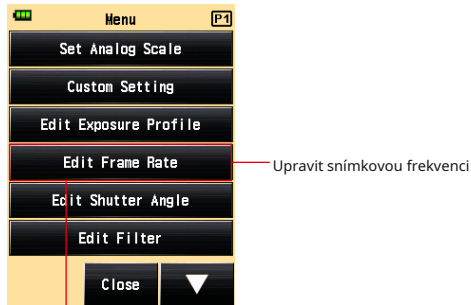 Menu P1
Set Analog Scale
Custom Setting
Edit Exposure Profile
Edit Frame Rate
Upravit snímkovou frekvenci
Edit Shutter Angle
Edit Filter
Close